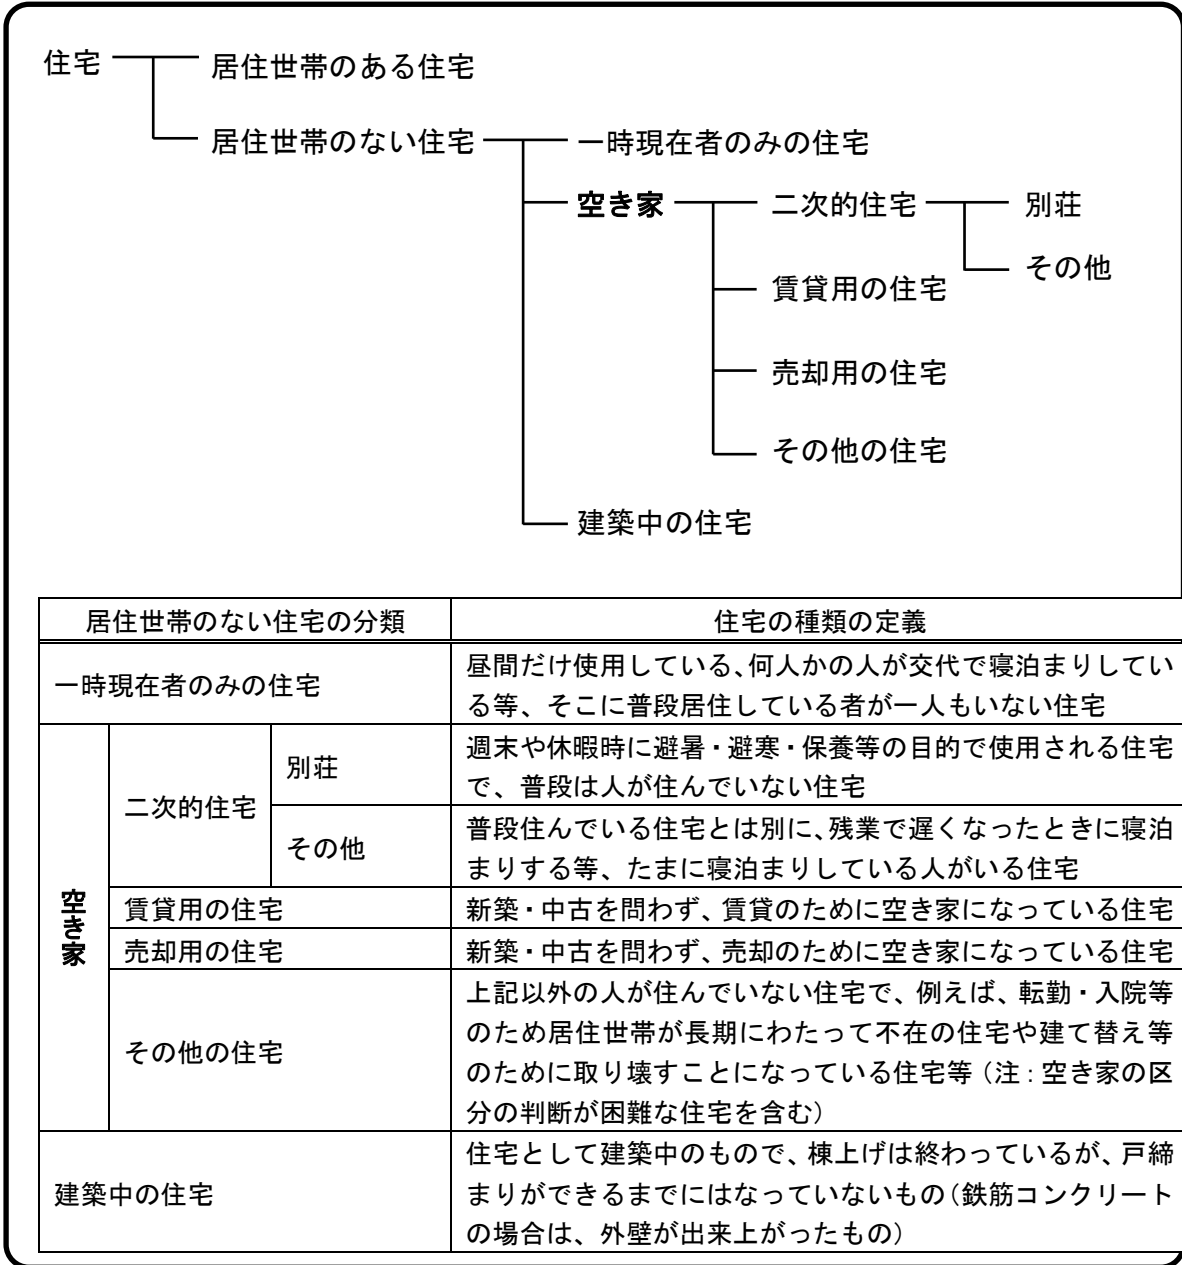 住宅
居住世帯のある住宅
居住世帯のない住宅
一時現在者のみの住宅
空き家
二次的住宅
別荘
その他
賃貸用の住宅
売却用の住宅
その他の住宅
建築中の住宅
居住世帯のない住宅の分類
住宅の種類の定義
一時現在者のみの住宅
昼間だけ使用している、何人かの人が交代で寝泊まりしてい
る等、そこに普段居住している者が一人もいない住宅
空き家
二次的住宅
別荘
週末や休暇時に避暑・避寒・保養等の目的で使用される住宅
で、普段は人が住んでいない住宅
その他
普段住んでいる住宅とは別に、残業で遅くなったときに寝泊
まりする等、たまに寝泊まりしている人がいる住宅
賃貸用の住宅
新築・中古を問わず、賃貸のために空き家になっている住宅
売却用の住宅
新築・中古を問わず、売却のために空き家になっている住宅
その他の住宅
上記以外の人が住んでいない住宅で、例えば、転勤・入院等
のため居住世帯が長期にわたって不在の住宅や建て替え等
のために取り壊すことになっている住宅等（注：空き家の区
分の判断が困難な住宅を含む）
建築中の住宅
住宅として建築中のもので、棟上げは終わっているが、戸締
まりができるまでにはなっていないもの（鉄筋コンクリート
の場合は、外壁が出来上がったもの）